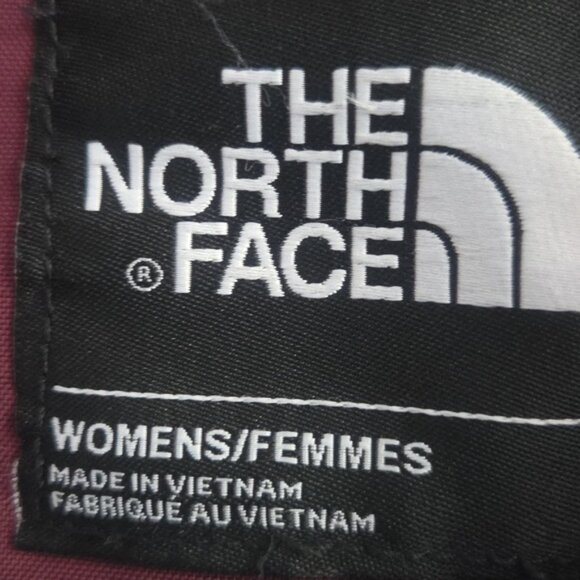 THE
NORTH
® FACE
WOMENS/FEMMES
MADE IN VIETNAM
FABRIQUÉ AU VIETNAM